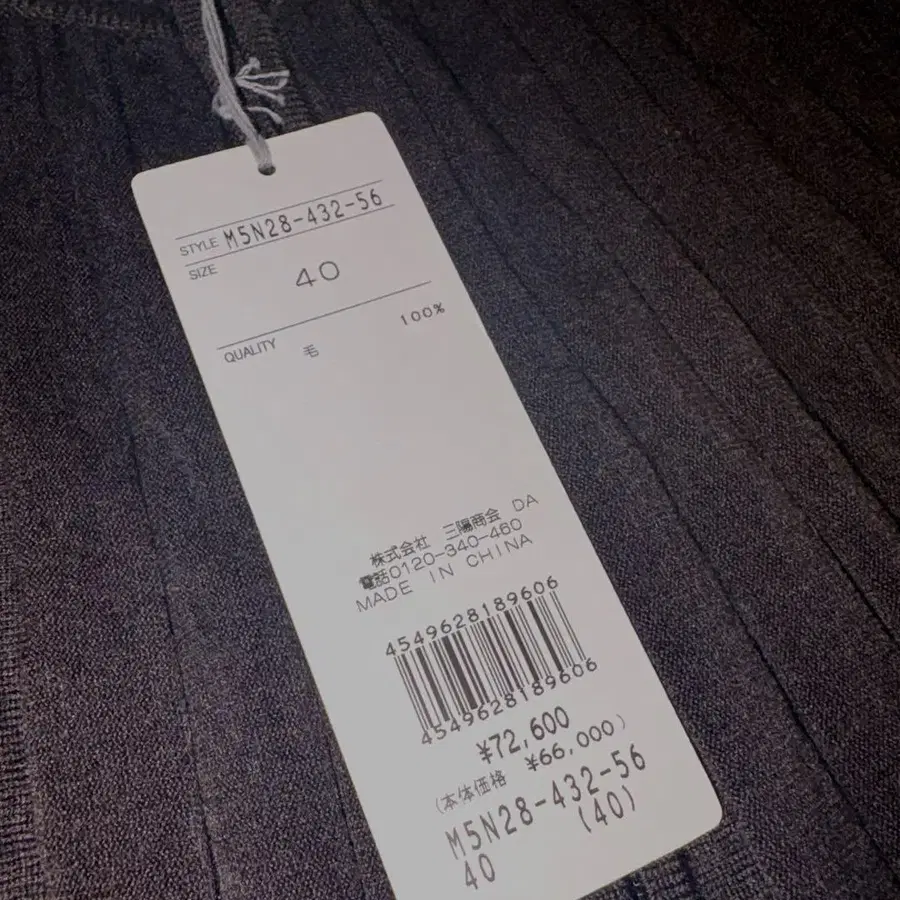 STYLE M5N28-432-56
SIZE
40
QUALITY 毛 100%
株式会社 三陽商会 DA
電話0120-340-460
MADE IN CHINA
4549628189606
4549628189606
¥72,600
(本体価格 ¥66,000)
M5N28-432-56
40 (40)